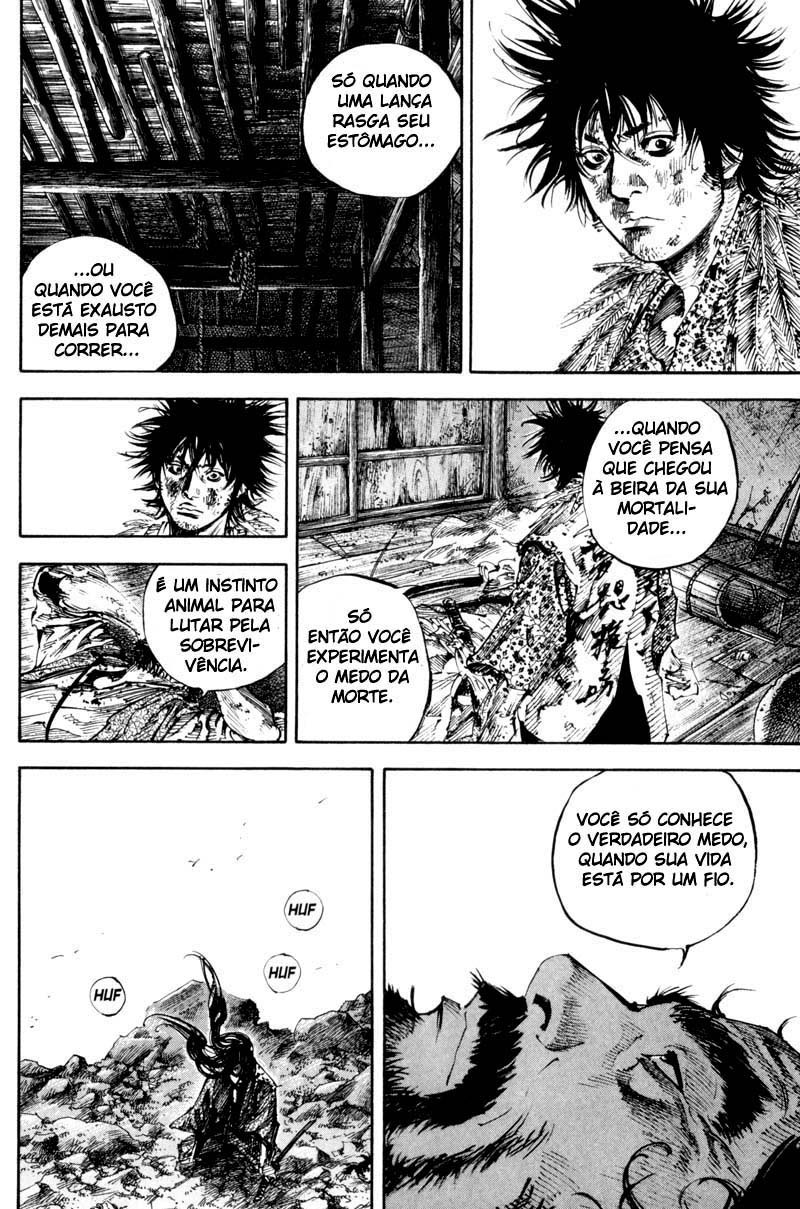 SÓ QUANDO
UMA LANÇA
RASGA SEU
ESTÔMAGO...
...OU
QUANDO VOCÊ
ESTÁ EXAUSTO
DEMAIS PARA
CORRER...
...QUANDO
VOCÊ PENSA
QUE CHEGOU
À BEIRA DA SUA
MORTALI-
DADE...
SÓ
ENTÃO VOCÊ
EXPERIMENTA
O MEDO DA
MORTE.
É UM INSTINTO
ANIMAL PARA
LUTAR PELA
SOBREVI-
VÊNCIA.
VOCÊ SÓ CONHECE
O VERDADEIRO MEDO,
QUANDO SUA VIDA
ESTÁ POR UM FIO.
HUF
HUF
HUF